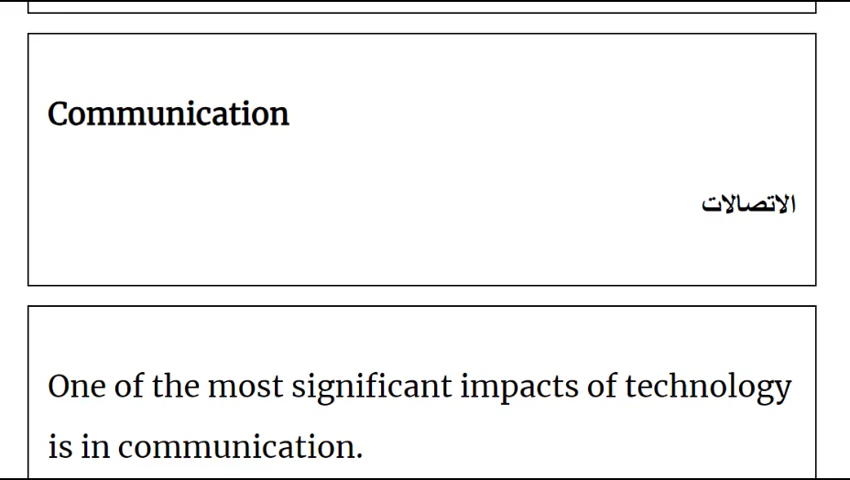 Communication
الاتصالات
One of the most significant impacts of technology
is in communication.